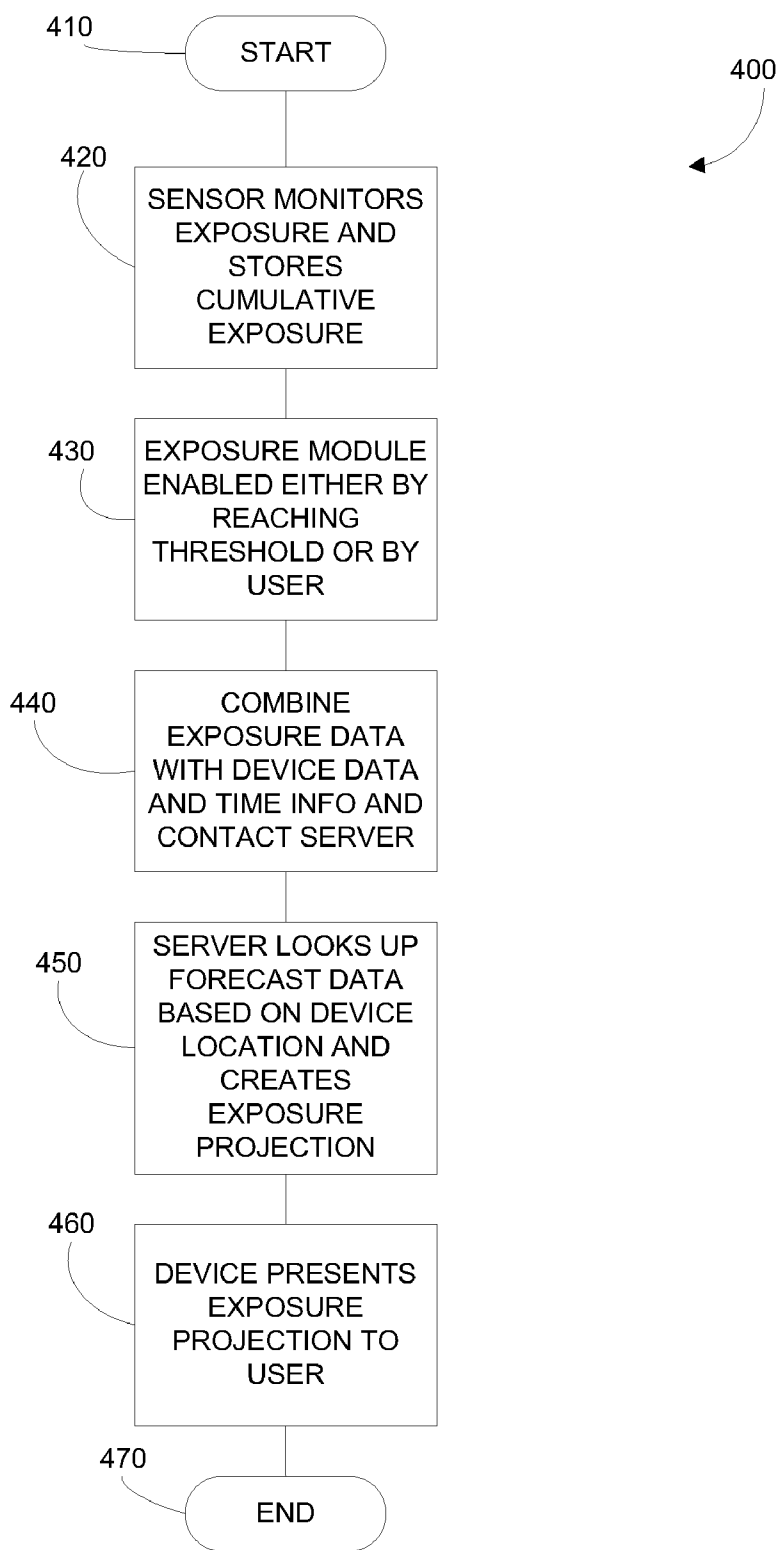 410
START
400
420
SENSOR MONITORS
EXPOSURE AND
STORES
CUMULATIVE
EXPOSURE
430
EXPOSURE MODULE
ENABLED EITHER BY
REACHING
THRESHOLD OR BY
USER
440
COMBINE
EXPOSURE DATA
WITH DEVICE DATA
AND TIME INFO AND
CONTACT SERVER
450
SERVER LOOKS UP
FORECAST DATA
BASED ON DEVICE
LOCATION AND
CREATES
EXPOSURE
PROJECTION
460
DEVICE PRESENTS
EXPOSURE
PROJECTION TO
USER
470
END